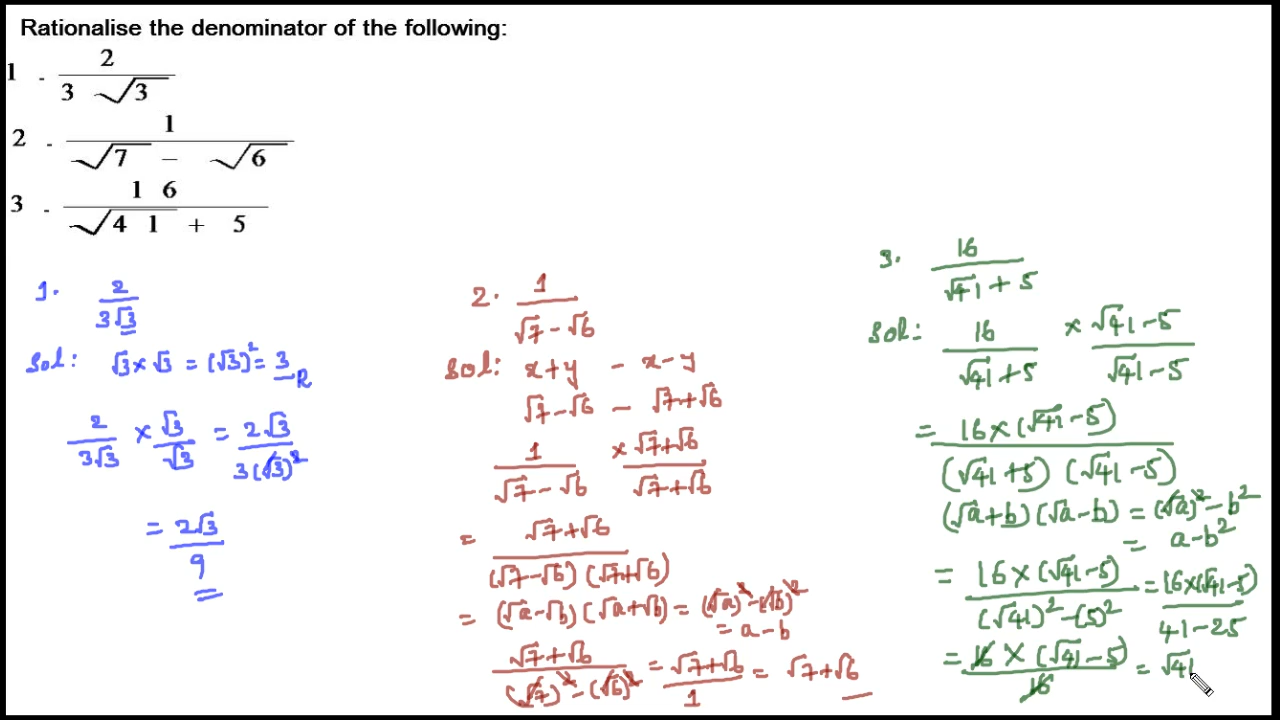 Rationalise the denominator of the following:
1 . 2 / 3 √3
2 . 1 / √7 − √6
3 . 1 6 / √4 1 + 5
1. 2 / 3√3
Sol: √3 × √3 = (√3)² = 3 R
2 / 3√3 × √3 / √3 = 2√3 / 3(√3)²
= 2√3 / 9
2. 1 / √7 − √6
Sol: x+y − x−y
√7−√6 − √7+√6
1 / √7−√6 × √7+√6 / √7+√6
= √7+√6 / (√7−√6) (√7+√6)
= (√a−√b) (√a+√b) = (√a)² − (√b)²
= a−b
√7+√6 / (√7)² − (√6)² = √7+√6 / 1 = √7+√6
3. 16 / √41 + 5
Sol: 16 / √41+5 × √41−5 / √41−5
= 16 × (√41−5) / (√41+5) (√41−5)
(√a+b) (√a−b) = (√a)² − b²
= a−b²
= 16 × (√41−5) / (√41)² − (5)² = 16×(√41−5) / 41−25
= 16 × (√41−5) / 16 = √41